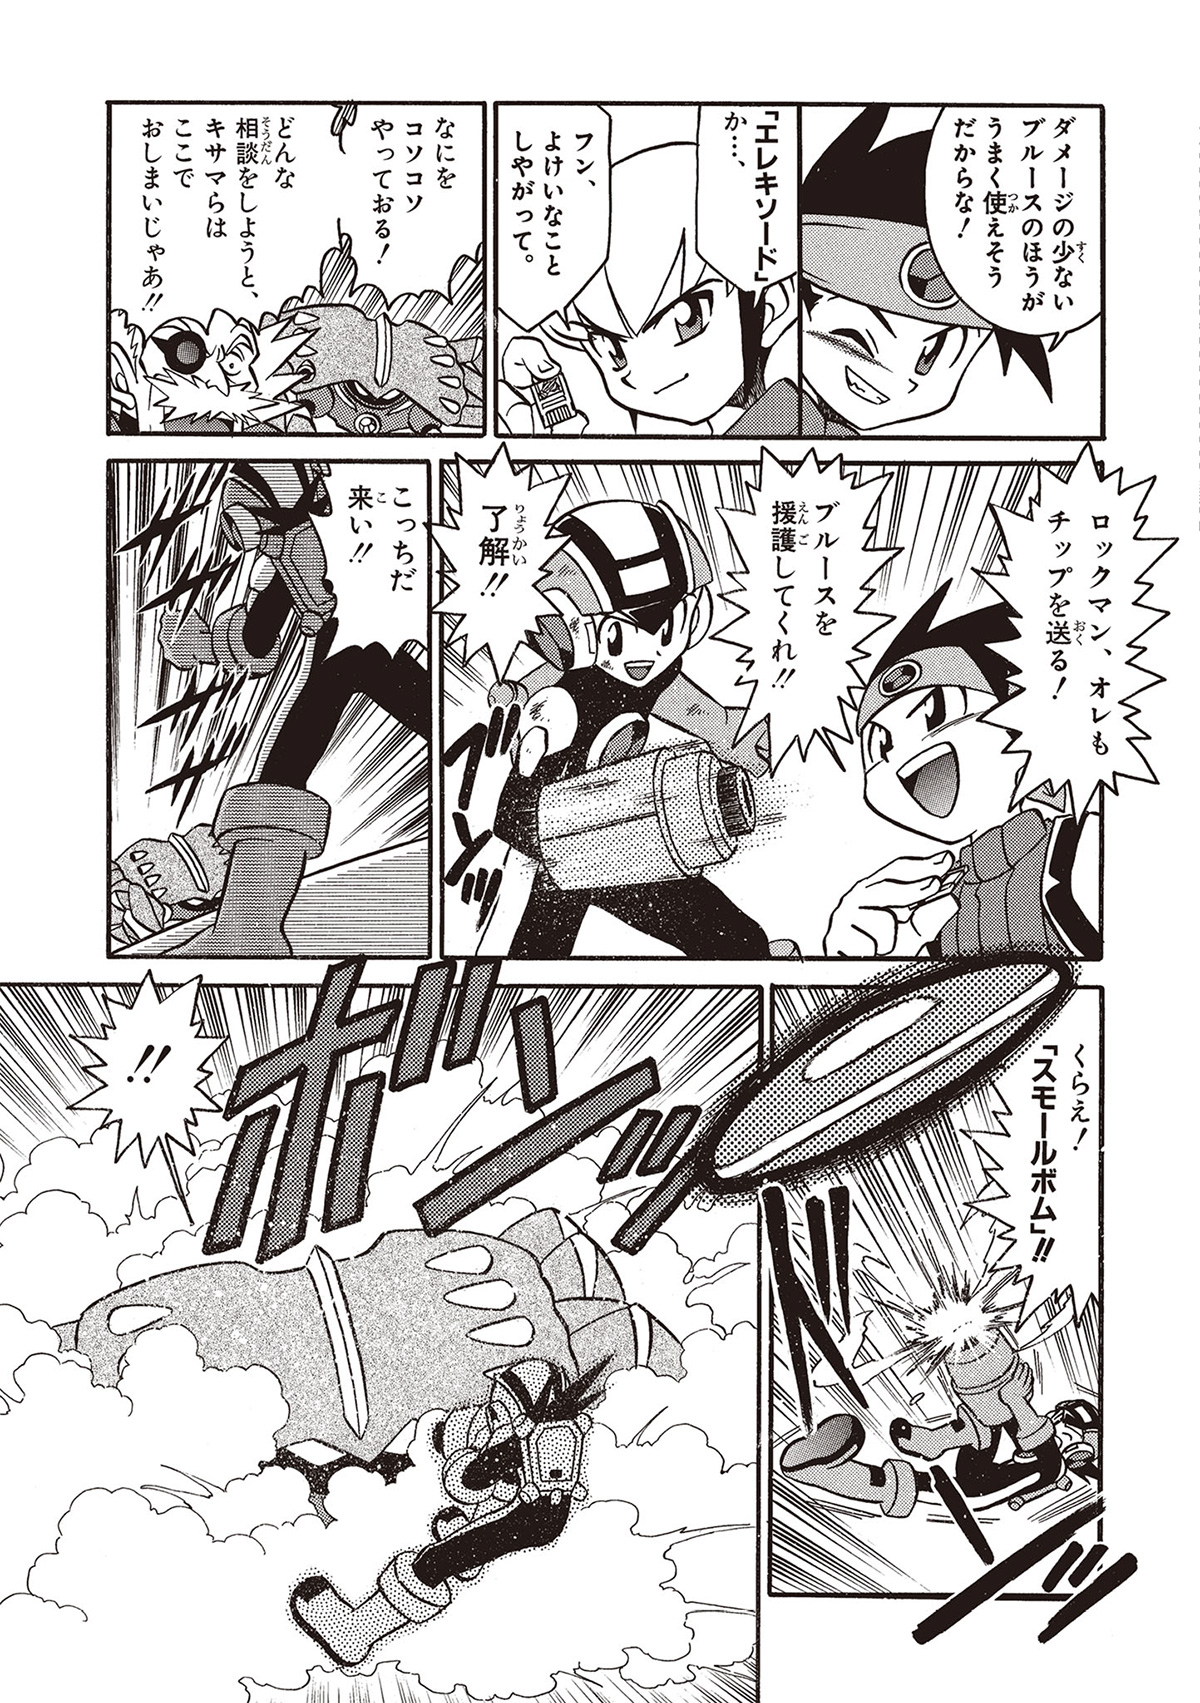 ダメージの少ない
ブルースのほうが
うまく使えそう
だからな!
「エレキソード」
か…、
フン、
よけいなこと
しやがって。
なにを
コソコソ
やっておる!
どんな
相談をしようと、
キサマらは
ここで
おしまいじゃあ!!
ロックマン、オレも
チップを送る!
ブルースを
援護してくれ!!
了解!!
ジャコ
こっちだ
来い!!
くらえ!
「スモールボム」!!
ドンッ
ボンッ
!!